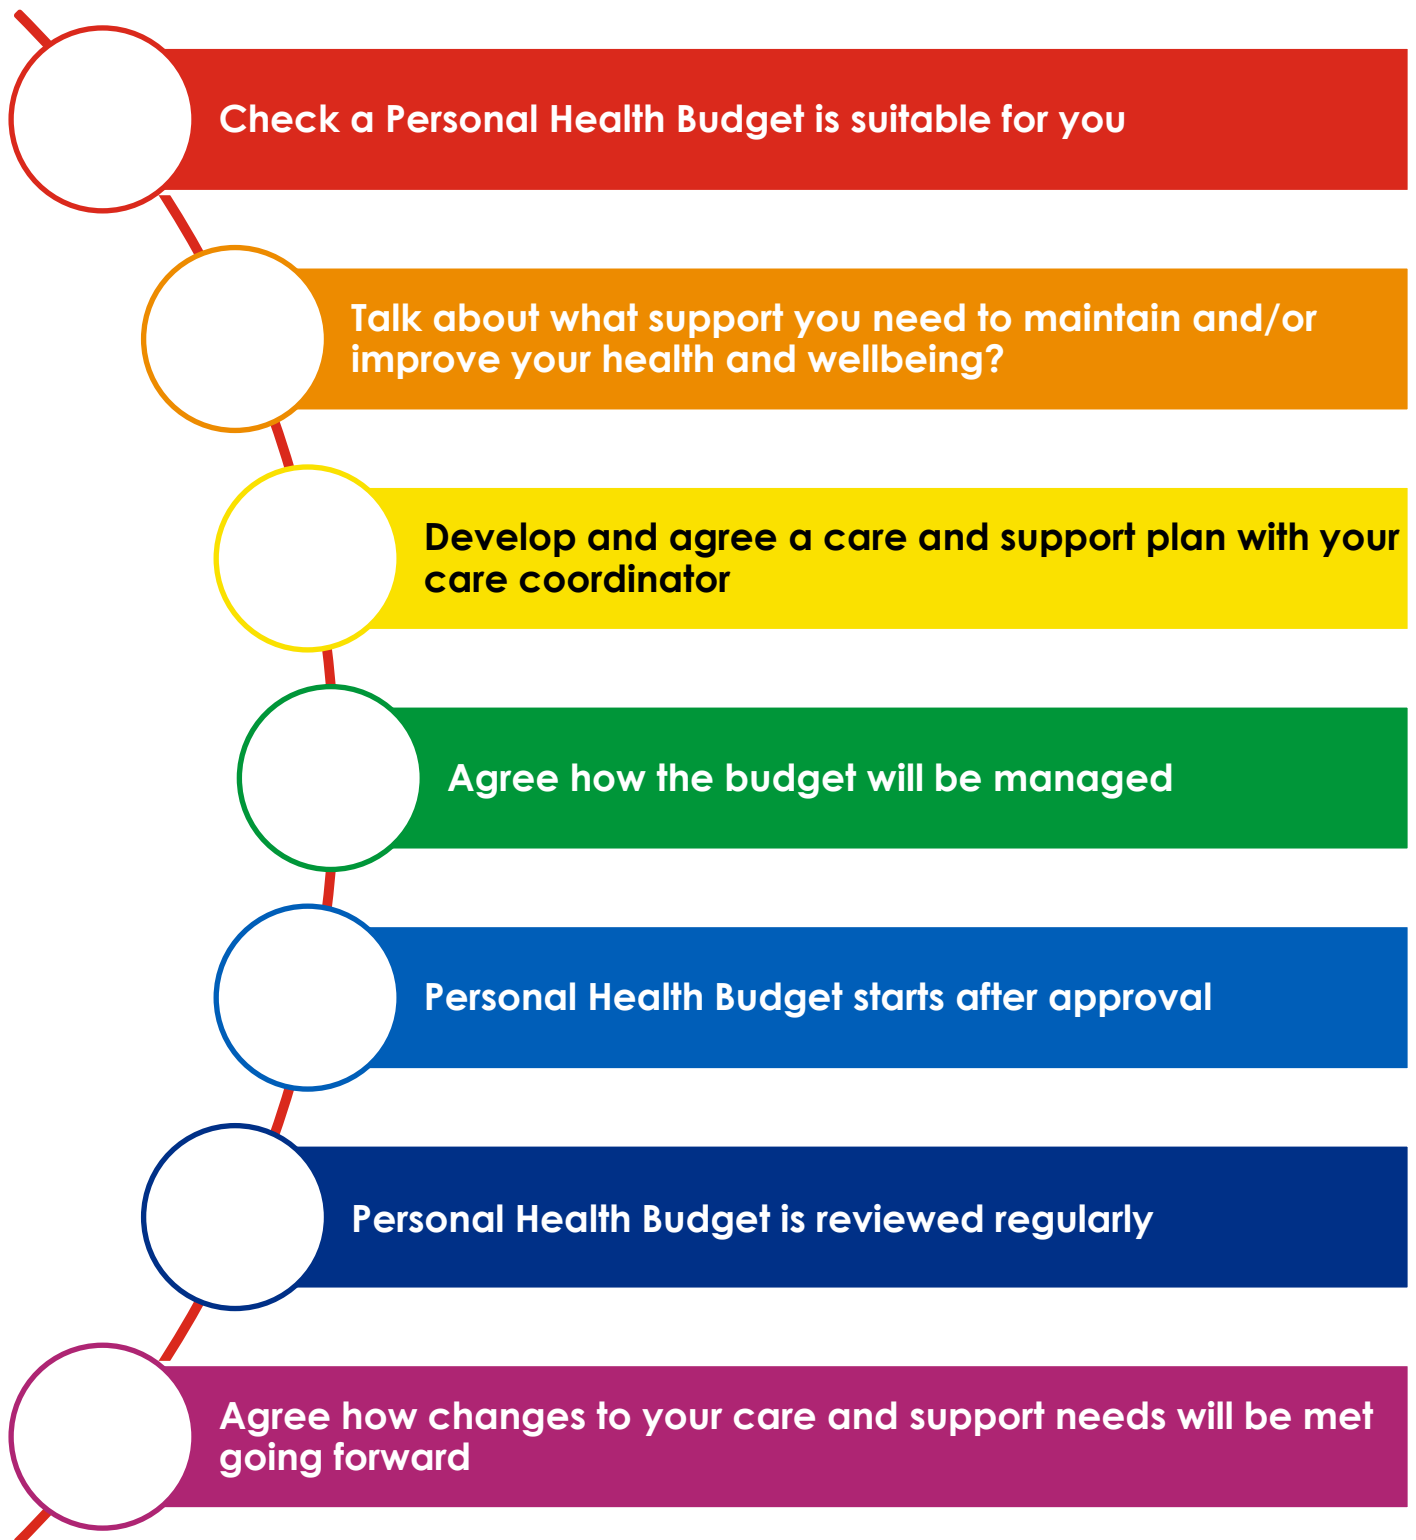 Check a Personal Health Budget is suitable for you
Talk about what support you need to maintain and/or
improve your health and wellbeing?
Develop and agree a care and support plan with your
care coordinator
Agree how the budget will be managed
Personal Health Budget starts after approval
Personal Health Budget is reviewed regularly
Agree how changes to your care and support needs will be met
going forward